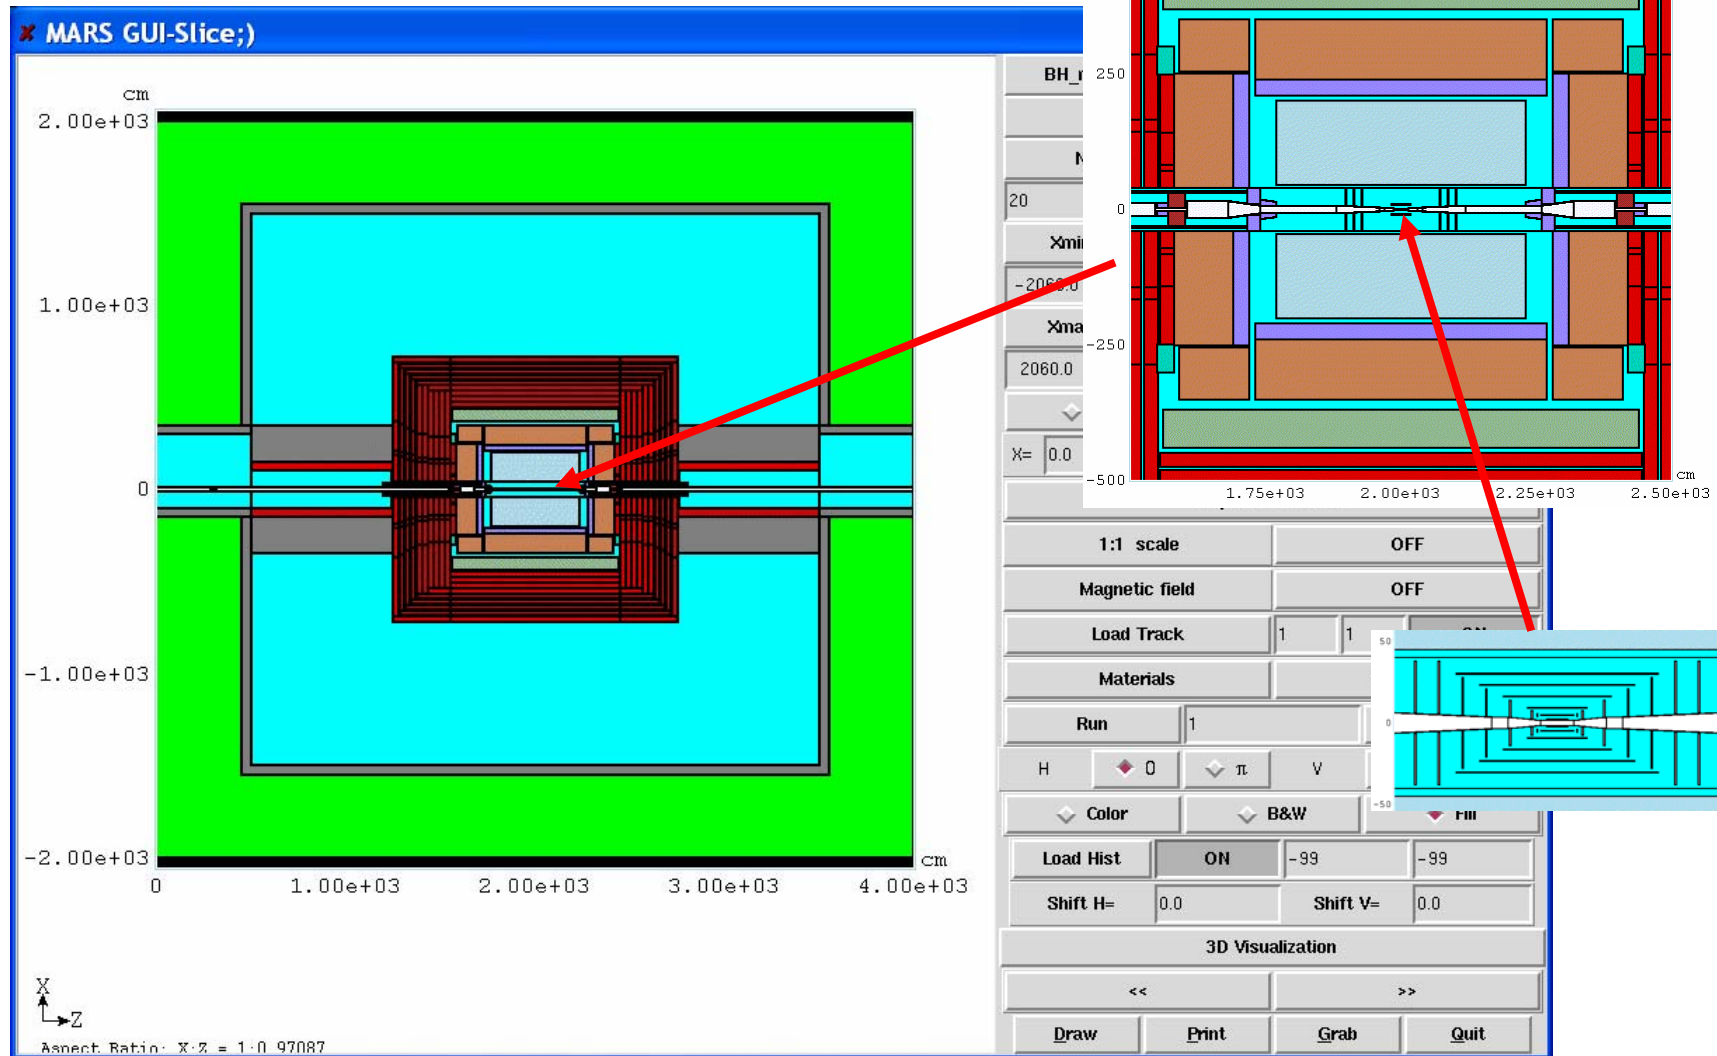 MARS GUI-Slice;)
cm
2.00e+03
1.00e+03
0
-1.00e+03
-2.00e+03
cm
0 1.00e+03 2.00e+03 3.00e+03 4.00e+03
X
Z
Aspect Ratio: X:Z = 1:0.97087
250
0
-250
-500
cm
1.75e+03 2.00e+03 2.25e+03 2.50e+03
20
-2060.0
2060.0
X= 0.0
1:1 scale OFF
Magnetic field OFF
Load Track 1 1
Materials
Run 1
H 0 π V
Color B&W Fill
Load Hist ON -99 -99
Shift H= 0.0 Shift V= 0.0
3D Visualization
<< >>
Draw Print Grab Quit
50
0
-50